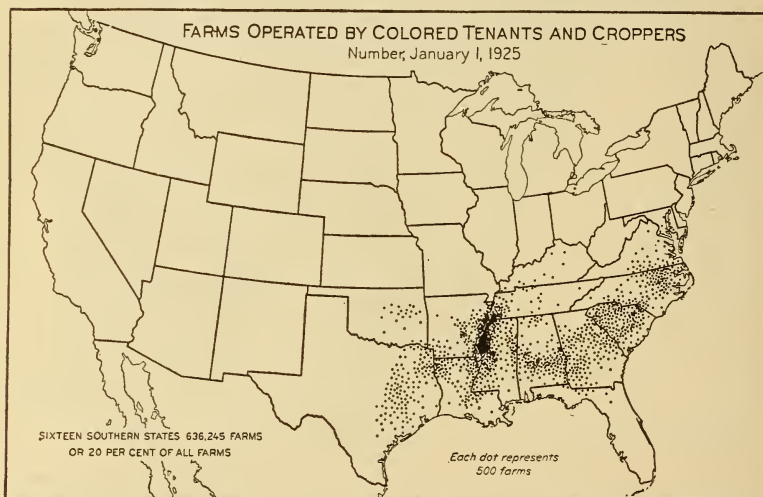 FARMS OPERATED BY COLORED TENANTS AND CROPPERS
Number, January 1, 1925
SIXTEEN SOUTHERN STATES 636,245 FARMS
OR 20 PER CENT OF ALL FARMS
Each dot represents
500 farms